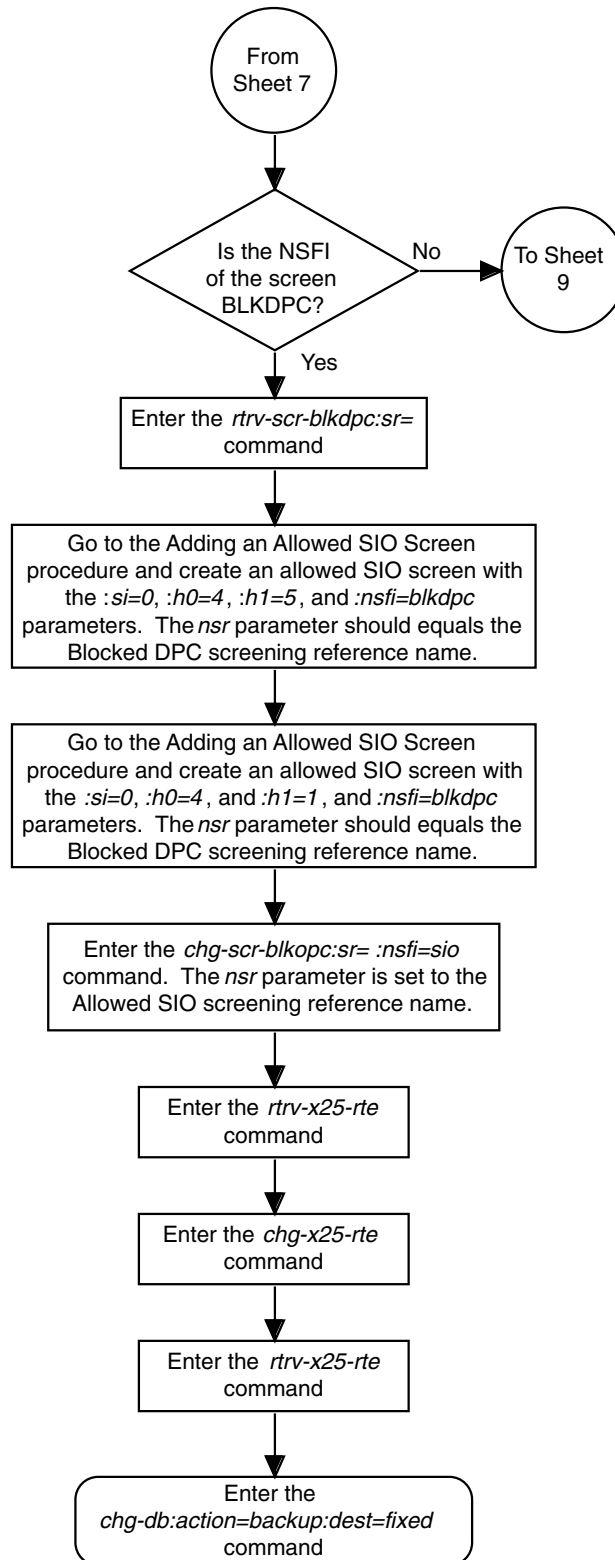 From
Sheet 7
Is the NSFI
of the screen
BLKDPC?
No
To Sheet
9
Yes
Enter the rtrv-scr-blkdpc:sr=
command
Go to the Adding an Allowed SIO Screen
procedure and create an allowed SIO screen with
the :si=0, :h0=4, :h1=5, and :nsfi=blkdpc
parameters. The nsr parameter should equals the
Blocked DPC screening reference name.
Go to the Adding an Allowed SIO Screen
procedure and create an allowed SIO screen with
the :si=0, :h0=4, and :h1=1, and :nsfi=blkdpc
parameters. The nsr parameter should equals the
Blocked DPC screening reference name.
Enter the chg-scr-blkopc:sr= :nsfi=sio
command. The nsr parameter is set to the
Allowed SIO screening reference name.
Enter the rtrv-x25-rte
command
Enter the chg-x25-rte
command
Enter the rtrv-x25-rte
command
Enter the
chg-db:action=backup:dest=fixed
command